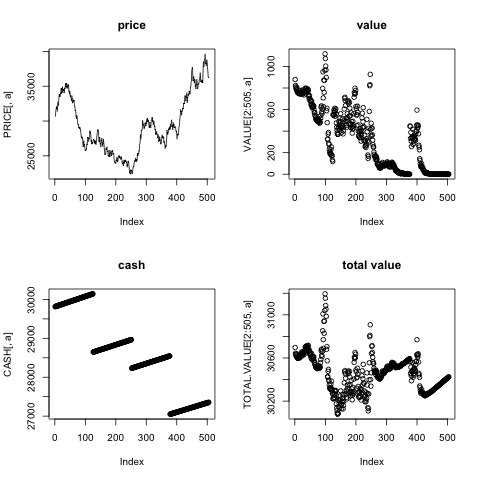 price
PRICE[, a]
25000
35000
0 100 200 300 400 500
Index
value
VALUE[2:505, a]
0 200 600 1000
0 100 200 300 400 500
Index
cash
CASH[, a]
27000 28000 29000 30000
0 100 200 300 400 500
Index
total value
TOTAL.VALUE[2:505, a]
30200 30600 31000
0 100 200 300 400 500
Index